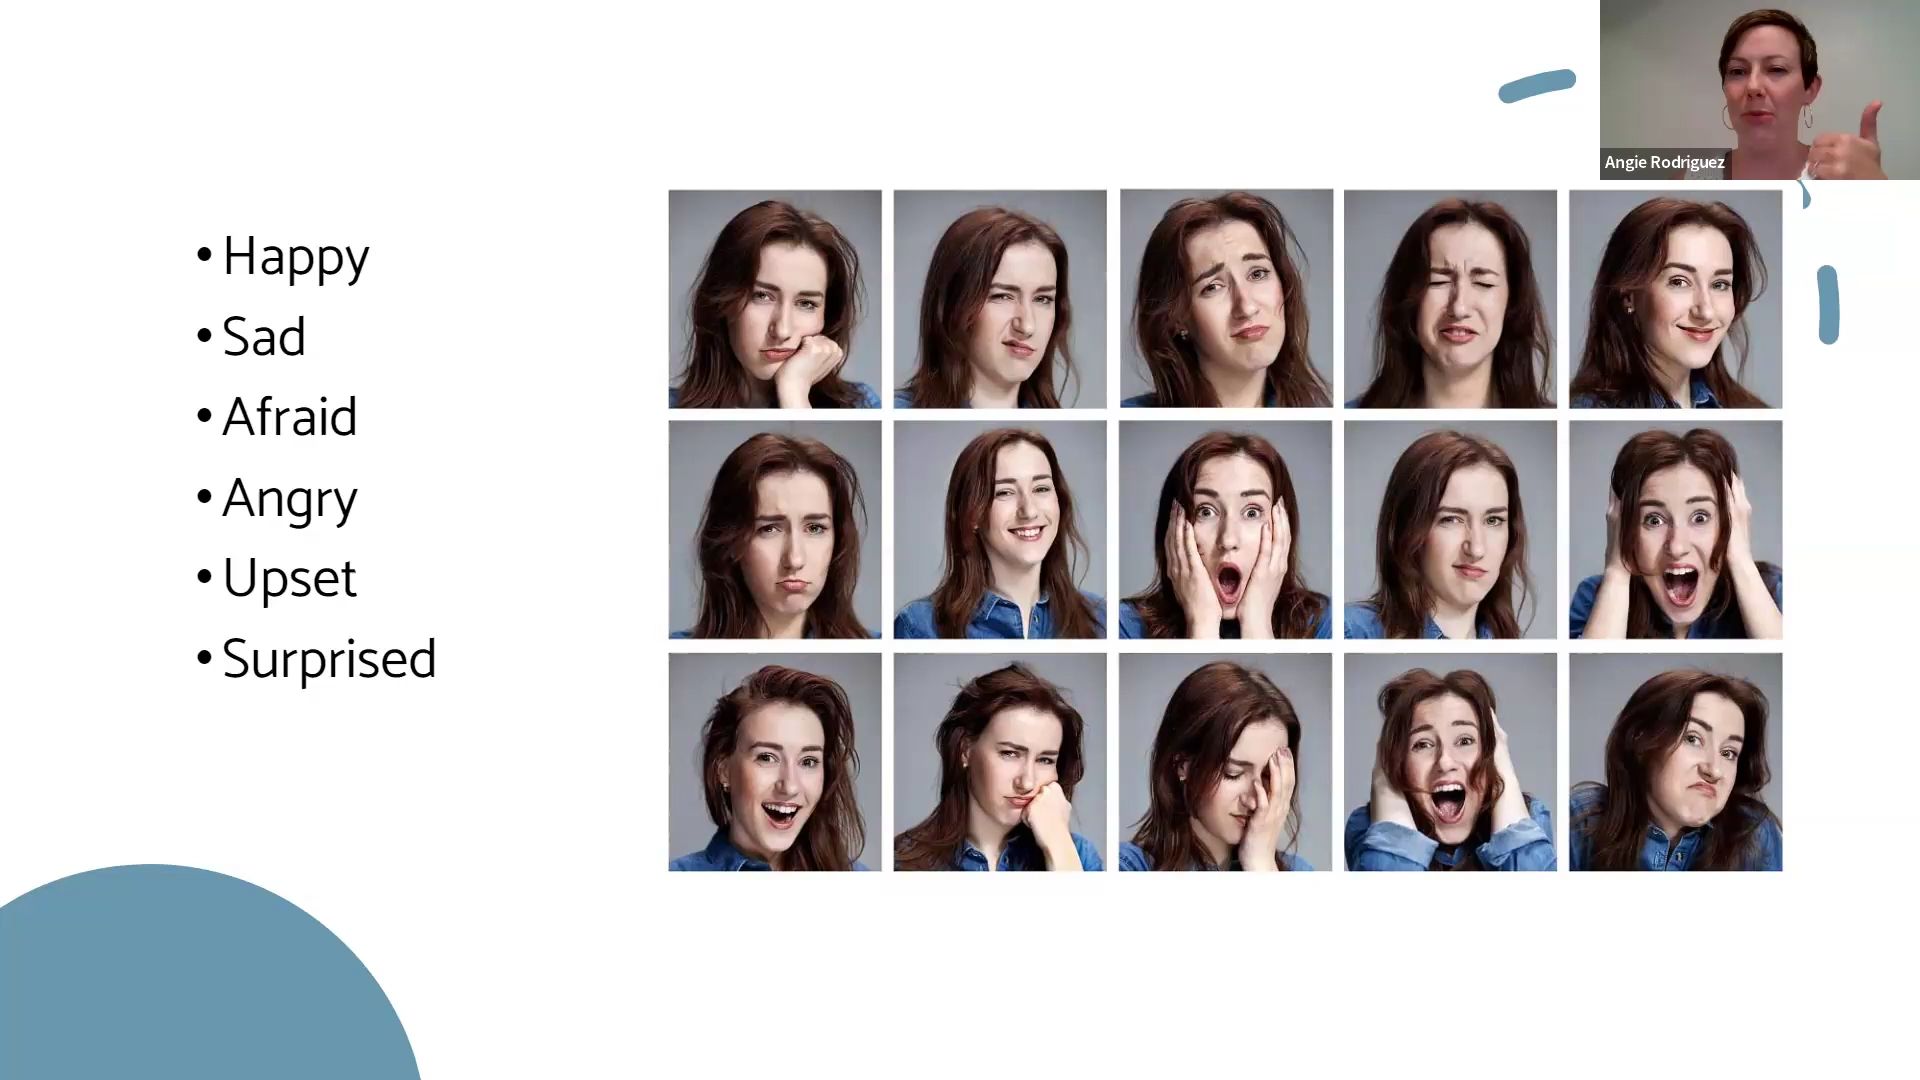 Angie Rodriguez
• Happy
• Sad
• Afraid
• Angry
• Upset
• Surprised